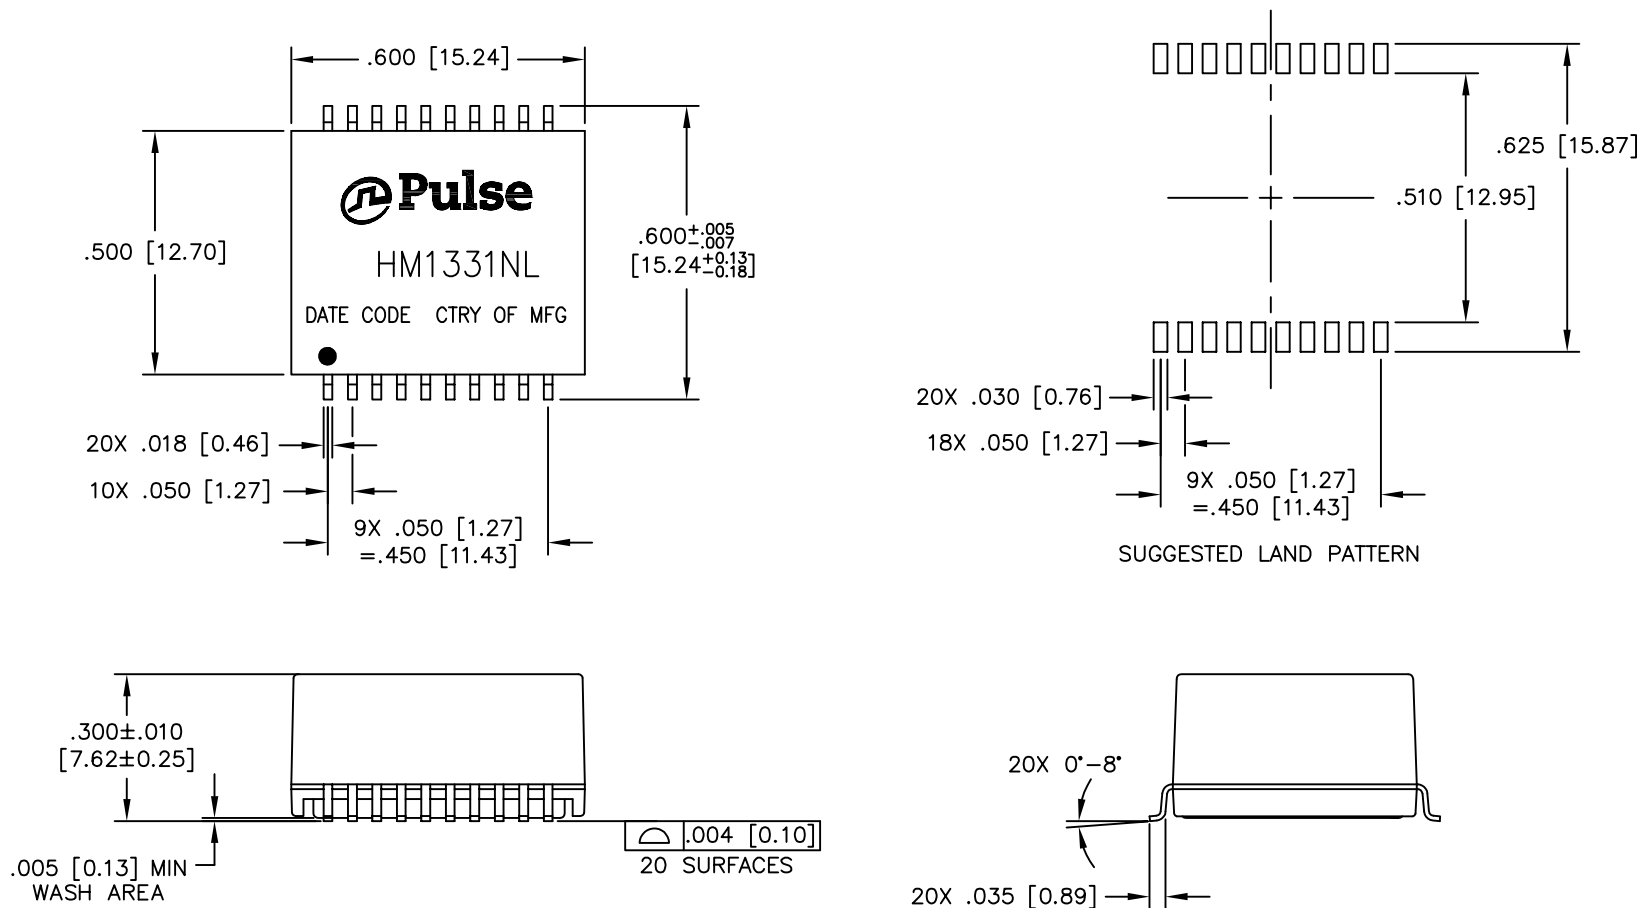 .600 [15.24]
Pulse
HM1331NL
DATE CODE CTRY OF MFG
.500 [12.70]
.600+.005
-.007
[15.24+0.13
-0.18]
20X .018 [0.46]
10X .050 [1.27]
9X .050 [1.27]
=.450 [11.43]
.625 [15.87]
.510 [12.95]
20X .030 [0.76]
18X .050 [1.27]
9X .050 [1.27]
=.450 [11.43]
SUGGESTED LAND PATTERN
.300±.010
[7.62±0.25]
.005 [0.13] MIN
WASH AREA
.004 [0.10]
20 SURFACES
20X 0°-8°
20X .035 [0.89]